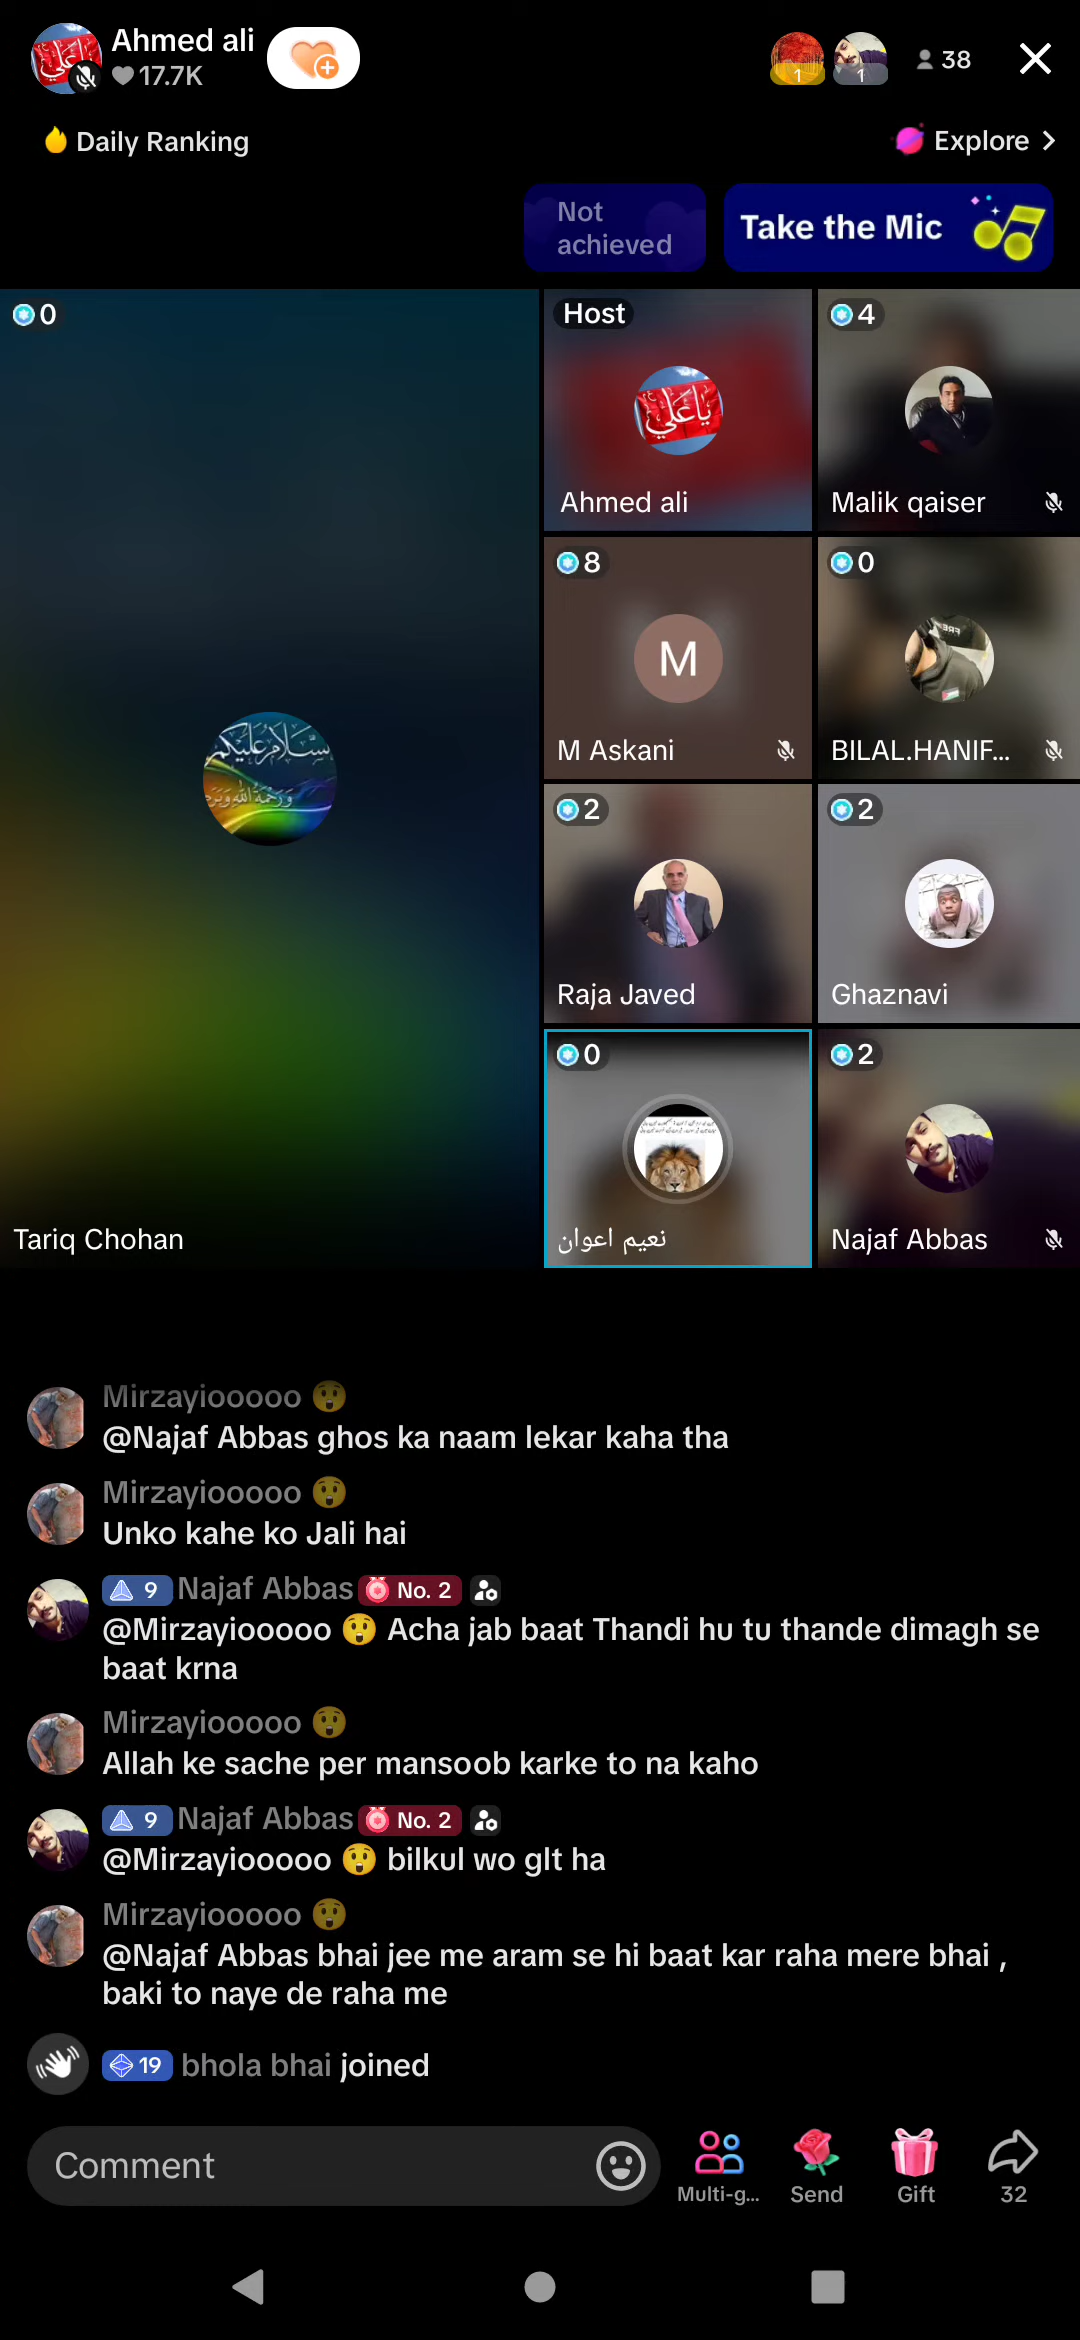 Ahmed ali
17.7K
1
1
38
Daily Ranking
Explore
Not
achieved
Take the Mic
0
Host
ياعلي
Ahmed ali
4
Malik qaiser
8
M
M Askani
0
BILAL.HANIF...
2
Raja Javed
2
Ghaznavi
0
نعیم اعوان
2
Najaf Abbas
Tariq Chohan
Mirzayiooooo 😲
@Najaf Abbas ghos ka naam lekar kaha tha
Mirzayiooooo 😲
Unko kahe ko Jali hai
9 Najaf Abbas No. 2
@Mirzayiooooo 😲 Acha jab baat Thandi hu tu thande dimagh se
baat krna
Mirzayiooooo 😲
Allah ke sache per mansoob karke to na kaho
9 Najaf Abbas No. 2
@Mirzayiooooo 😲 bilkul wo glt ha
Mirzayiooooo 😲
@Najaf Abbas bhai jee me aram se hi baat kar raha mere bhai ,
baki to naye de raha me
19 bhola bhai joined
Comment
Multi-g...
Send
Gift
32